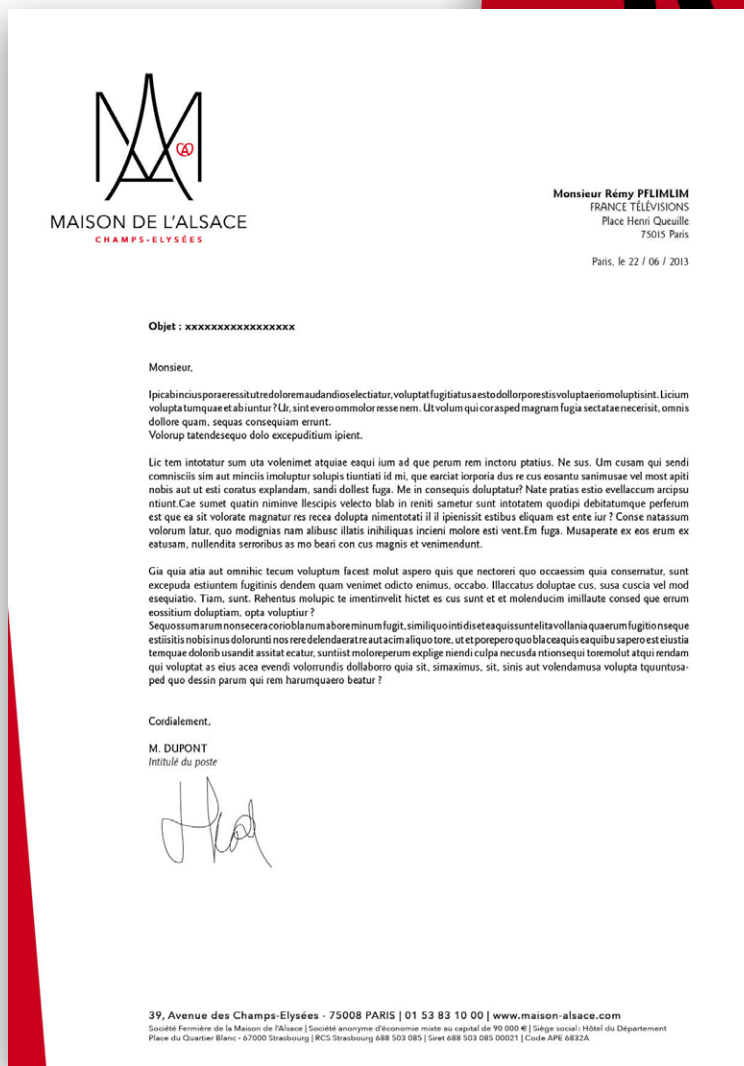 MAISON DE L'ALSACE
CHAMPS-ELYSÉES
Monsieur Rémy PFLIMLIM
FRANCE TÉLÉVISIONS
Place Henri Queuille
75015 Paris
Paris, le 22 / 06 / 2013
Objet : xxxxxxxxxxxxxxxxx
Monsieur,
Ipicabinciusporaeressitutredoloremaudandioselectiatur, voluptatfugitiatusaestodollorporestisvoluptaeriomoluptisint. Licium
volupta tumquae et ab iuntur ? Ur, sint evero ommolor resse nem. Ut volum qui cor asped magnam fugia sectatae necerisit, omnis
dollore quam, sequas consequiam errunt.
Volorup tatendesequo dolo excepuditium ipient.
Lic tem intotatur sum uta volenimet atquiae eaqui ium ad que perum rem inctoru ptatius. Ne sus. Um cusam qui sendi
comnisciis sim aut minciis imoluptur solupis tiuntiati id mi, que earciat iorporia dus re cus eosantu sanimusae vel most apiti
nobis aut ut esti coratus explandam, sandi dollest fuga. Me in consequis doluptatur? Nate pratias estio evellaccum arcipsu
ntiunt.Cae sumet quatin niminve llescipis velecto blab in reniti sametur sunt intotatem quodipi debitatumque perferum
est que ea sit volorate magnatur res recea dolupta nimentotati il il ipienissit estibus eliquam est ente iur ? Conse natassum
volorum latur, quo modignias nam alibusc illatis inihiliquas incieni molore esti vent.Em fuga. Musaperate ex eos erum ex
eatusam, nullendita serroribus as mo beari con cus magnis et venimendunt.
Gia quia atia aut omnihic tecum voluptum facest molut aspero quis que nectoreri quo occaessim quia consernatur, sunt
excepuda estiuntem fugitinis dendem quam venimet odicto enimus, occabo. Illaccatus doluptae cus, susa cuscia vel mod
esequiatio. Tiam, sunt. Rehentus molupic te imentinvelit hictet es cus sunt et et molenducim imillaute consed que errum
eossitium doluptiam, opta voluptiur ?
Sequossumarumnonseceracorioblanumaboreminumfugit, similiquointidiseteaquissuntelitavollaniaquaerumfugitionseque
estiisitis nobis inus dolorunti nos rere delendaerat re aut acim aliquo tore, ut et porepero quo blaceaquis eaquibu sapero est eiustia
temquae dolorib usandit assitat ecatur, suntiist moloreperum explige niendi culpa necusda ntionsequi toremolut atqui rendam
qui voluptat as eius acea evendi volorrundis dollaborro quia sit, simaximus, sit, sinis aut volendamusa volupta tquuntusa-
ped quo dessin parum qui rem harumquaero beatur ?
Cordialement,
M. DUPONT
Intitulé du poste
39, Avenue des Champs-Elysées - 75008 PARIS | 01 53 83 10 00 | www.maison-alsace.com
Société Fermière de la Maison de l'Alsace | Société anonyme d'économie mixte au capital de 90 000 € | Siège social : Hôtel du Département
Place du Quartier Blanc - 67000 Strasbourg | RCS Strasbourg 688 503 085 | Siret 688 503 085 00021 | Code APE 6832A